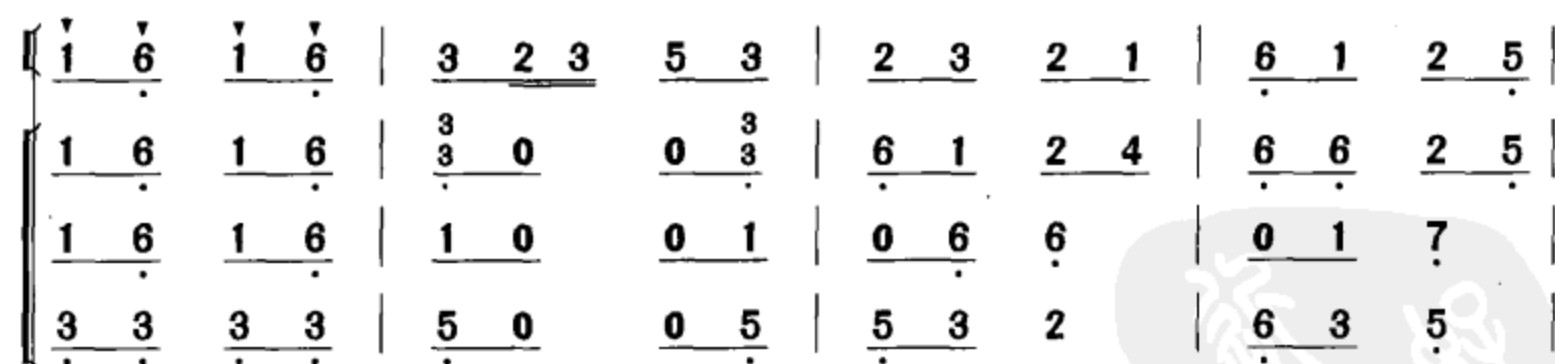 1 6̣ 1 6̣ | 3 2 3 5 3 | 2 3 2 1 | 6̣ 1 2 5̣ |
1 6̣ 1 6̣ | 3 3̣ 0 0 3 3̣ | 6̣ 1 2 4 | 6̣ 6̣ 2 5̣ |
1 6̣ 1 6̣ | 1 0 0 1 | 0 6̣ 6̣ | 0 1 7̣ |
3̣ 3̣ 3̣ 3̣ | 5̣ 0 0 5̣ | 5̣ 3 2 | 6̣ 3 5̣ |